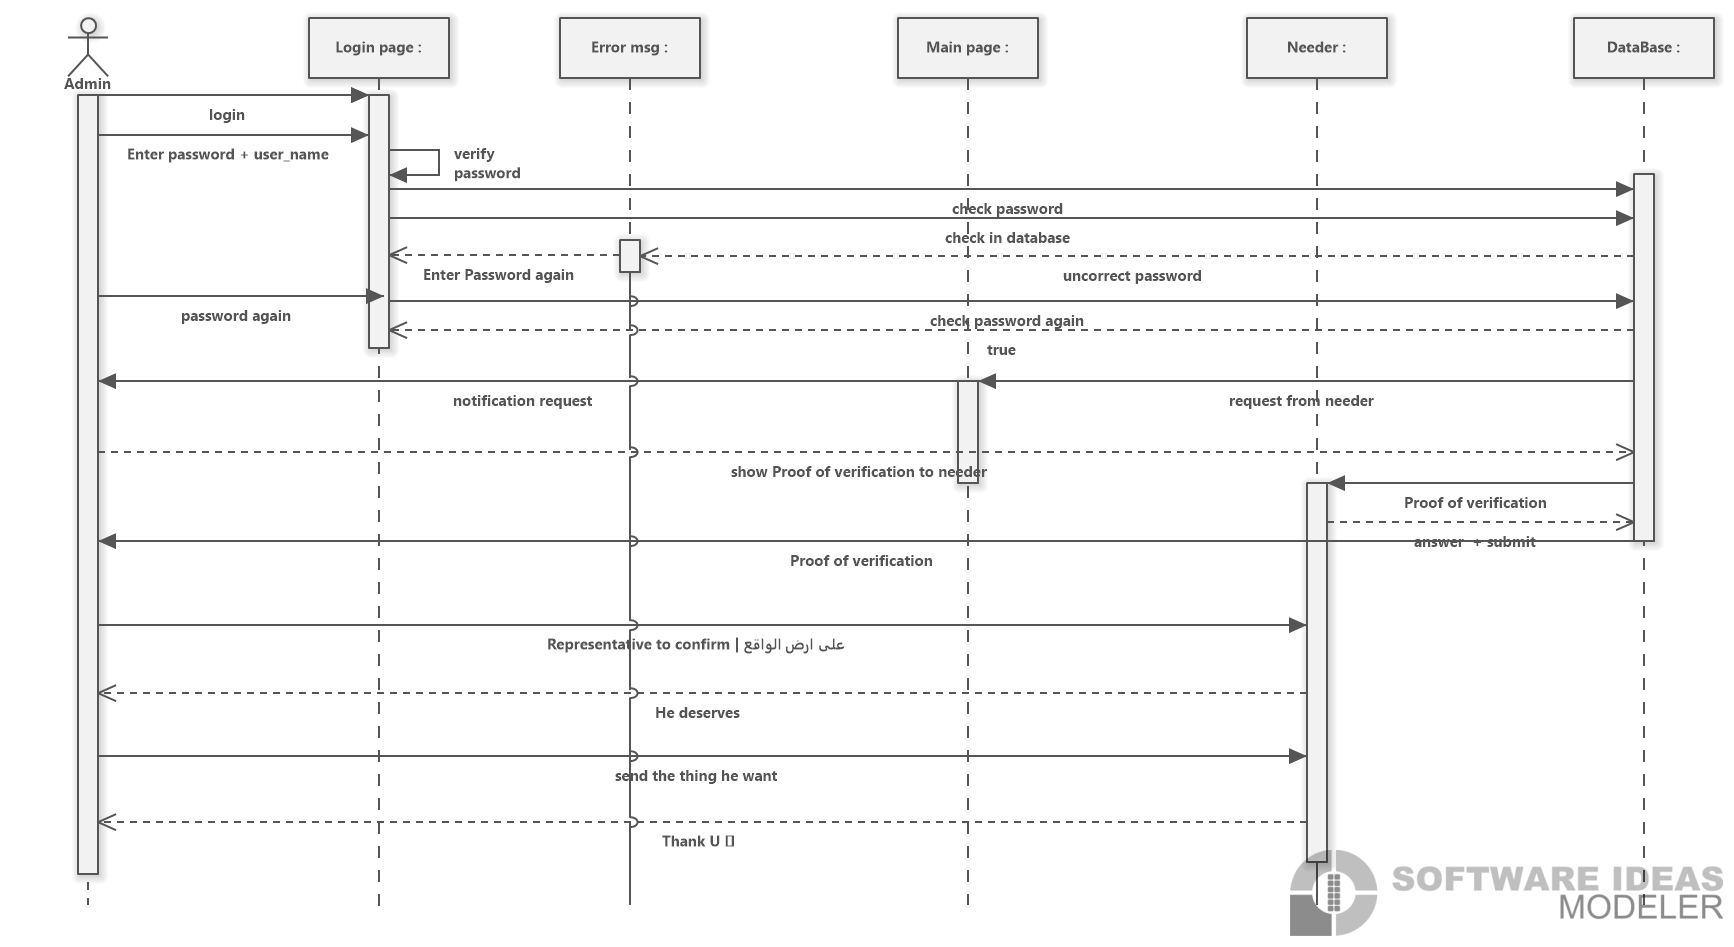 Admin
Login page :
Error msg :
Main page :
Needer :
DataBase :
login
Enter password + user_name
verify
password
check password
check in database
Enter Password again
uncorrect password
password again
check password again
true
notification request
request from needer
show Proof of verification to needer
Proof of verification
answer + submit
Proof of verification
Representative to confirm | على ارض الواقع
He deserves
send the thing he want
Thank U
SOFTWARE IDEAS
MODELER